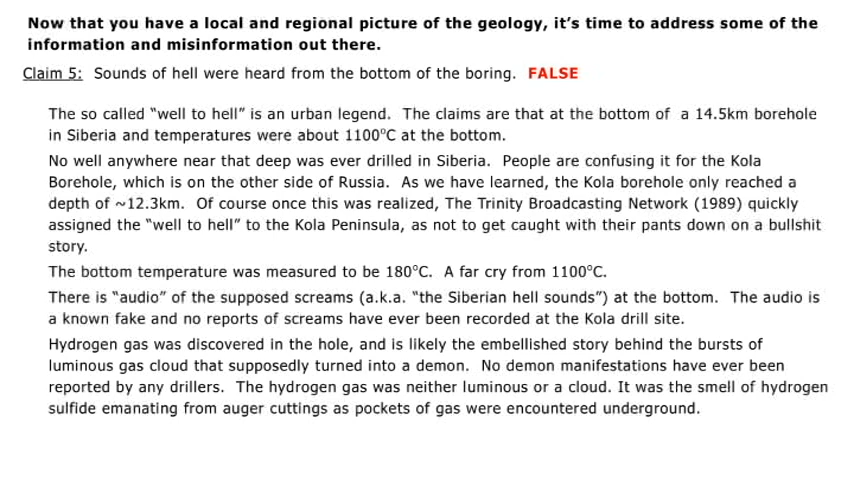 Now that you have a local and regional picture of the geology, it's time to address some of the
information and misinformation out there.
Claim 5:  Sounds of hell were heard from the bottom of the boring.  FALSE
The so called "well to hell" is an urban legend.  The claims are that at the bottom of  a 14.5km borehole
in Siberia and temperatures were about 1100°C at the bottom.
No well anywhere near that deep was ever drilled in Siberia.  People are confusing it for the Kola
Borehole, which is on the other side of Russia.  As we have learned, the Kola borehole only reached a
depth of ~12.3km.  Of course once this was realized, The Trinity Broadcasting Network (1989) quickly
assigned the "well to hell" to the Kola Peninsula, as not to get caught with their pants down on a bullshit
story.
The bottom temperature was measured to be 180°C.  A far cry from 1100°C.
There is "audio" of the supposed screams (a.k.a. "the Siberian hell sounds") at the bottom.  The audio is
a known fake and no reports of screams have ever been recorded at the Kola drill site.
Hydrogen gas was discovered in the hole, and is likely the embellished story behind the bursts of
luminous gas cloud that supposedly turned into a demon.  No demon manifestations have ever been
reported by any drillers.  The hydrogen gas was neither luminous or a cloud. It was the smell of hydrogen
sulfide emanating from auger cuttings as pockets of gas were encountered underground.